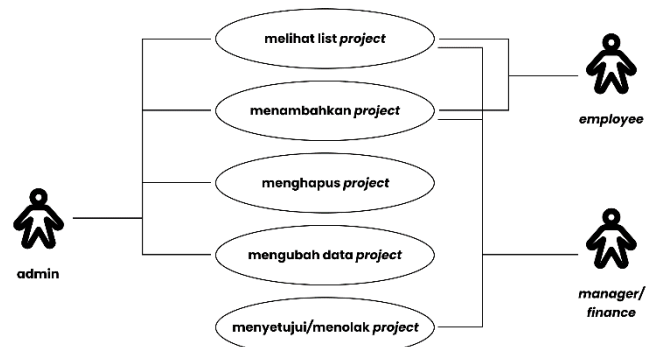 melihat list project
menambahkan project
employee
menghapus project
admin
mengubah data project
manager/
finance
menyetujui/menolak project